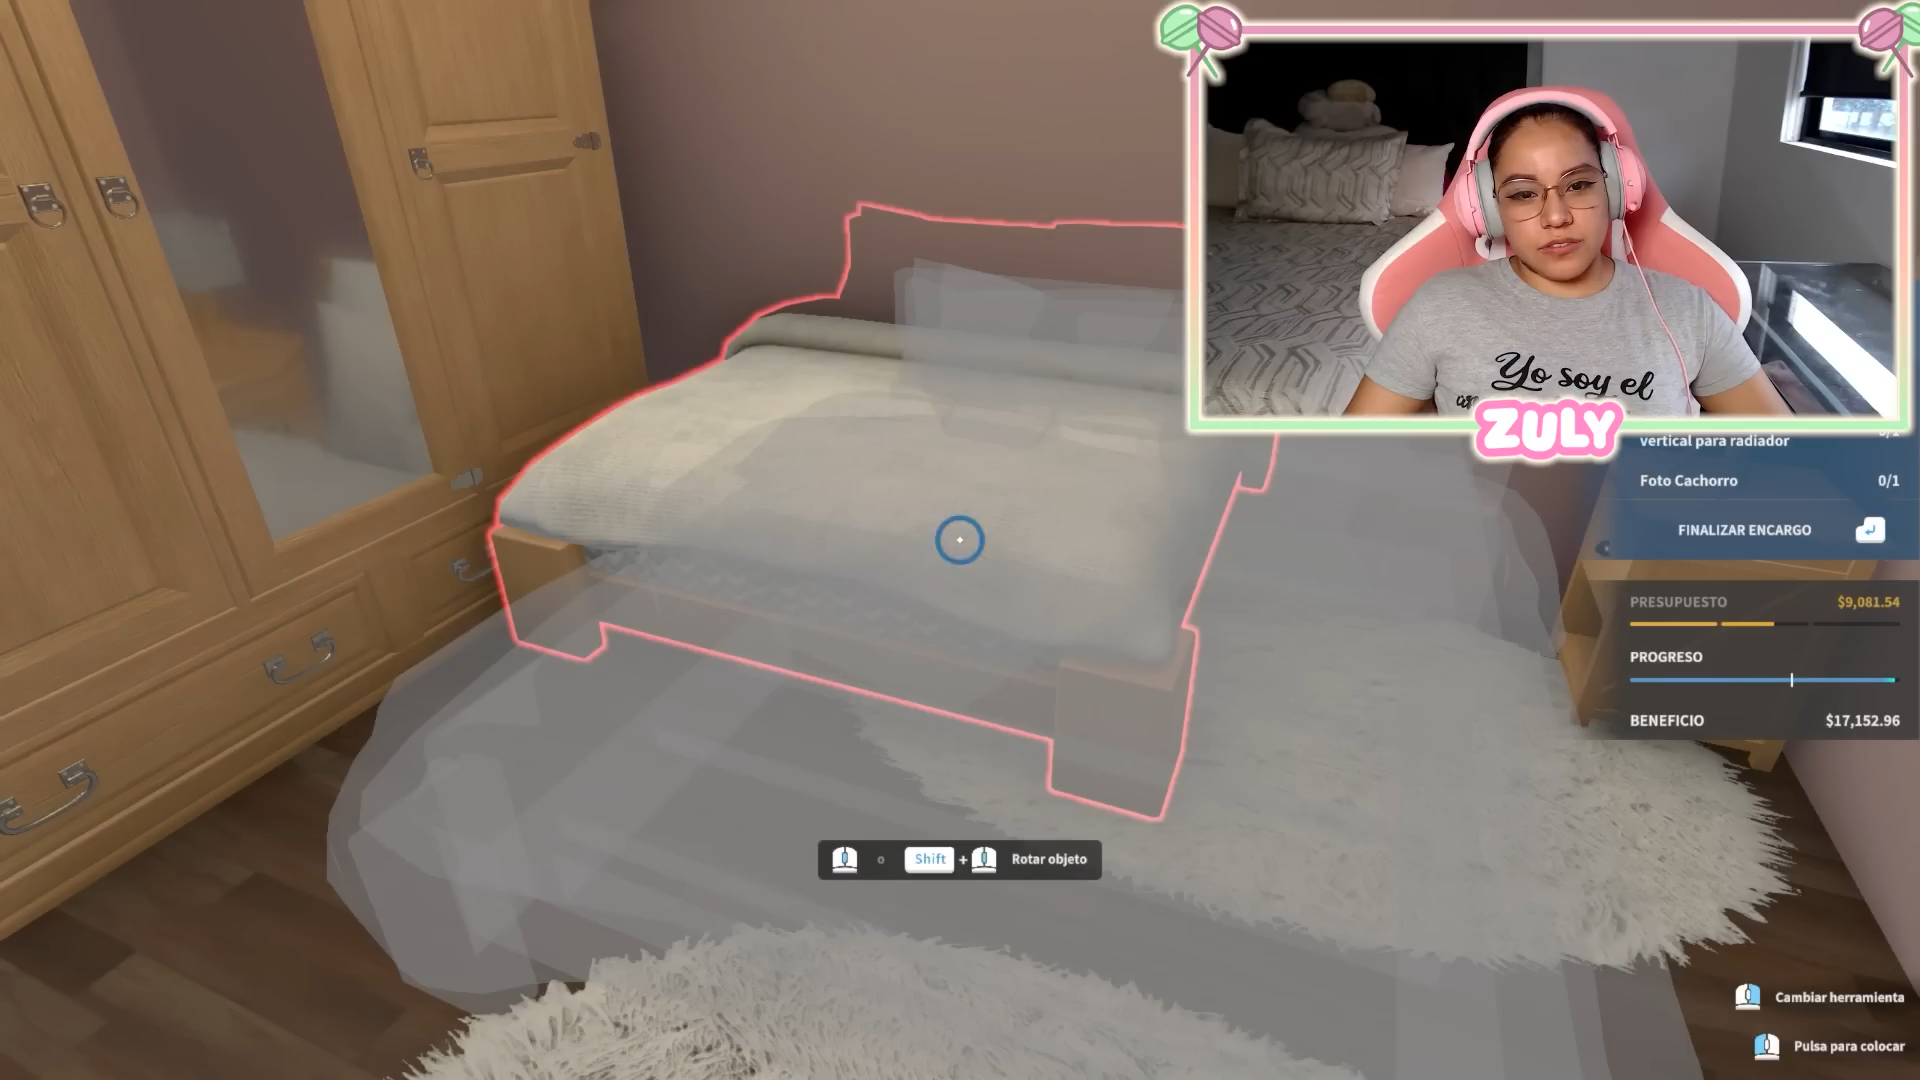 Yo soy el
ZULY
vertical para radiador
Foto Cachorro 0/1
FINALIZAR ENCARGO
PRESUPUESTO $9,081.54
PROGRESO
BENEFICIO $17,152.96
o Shift + Rotar objeto
Cambiar herramienta
Pulsa para colocar